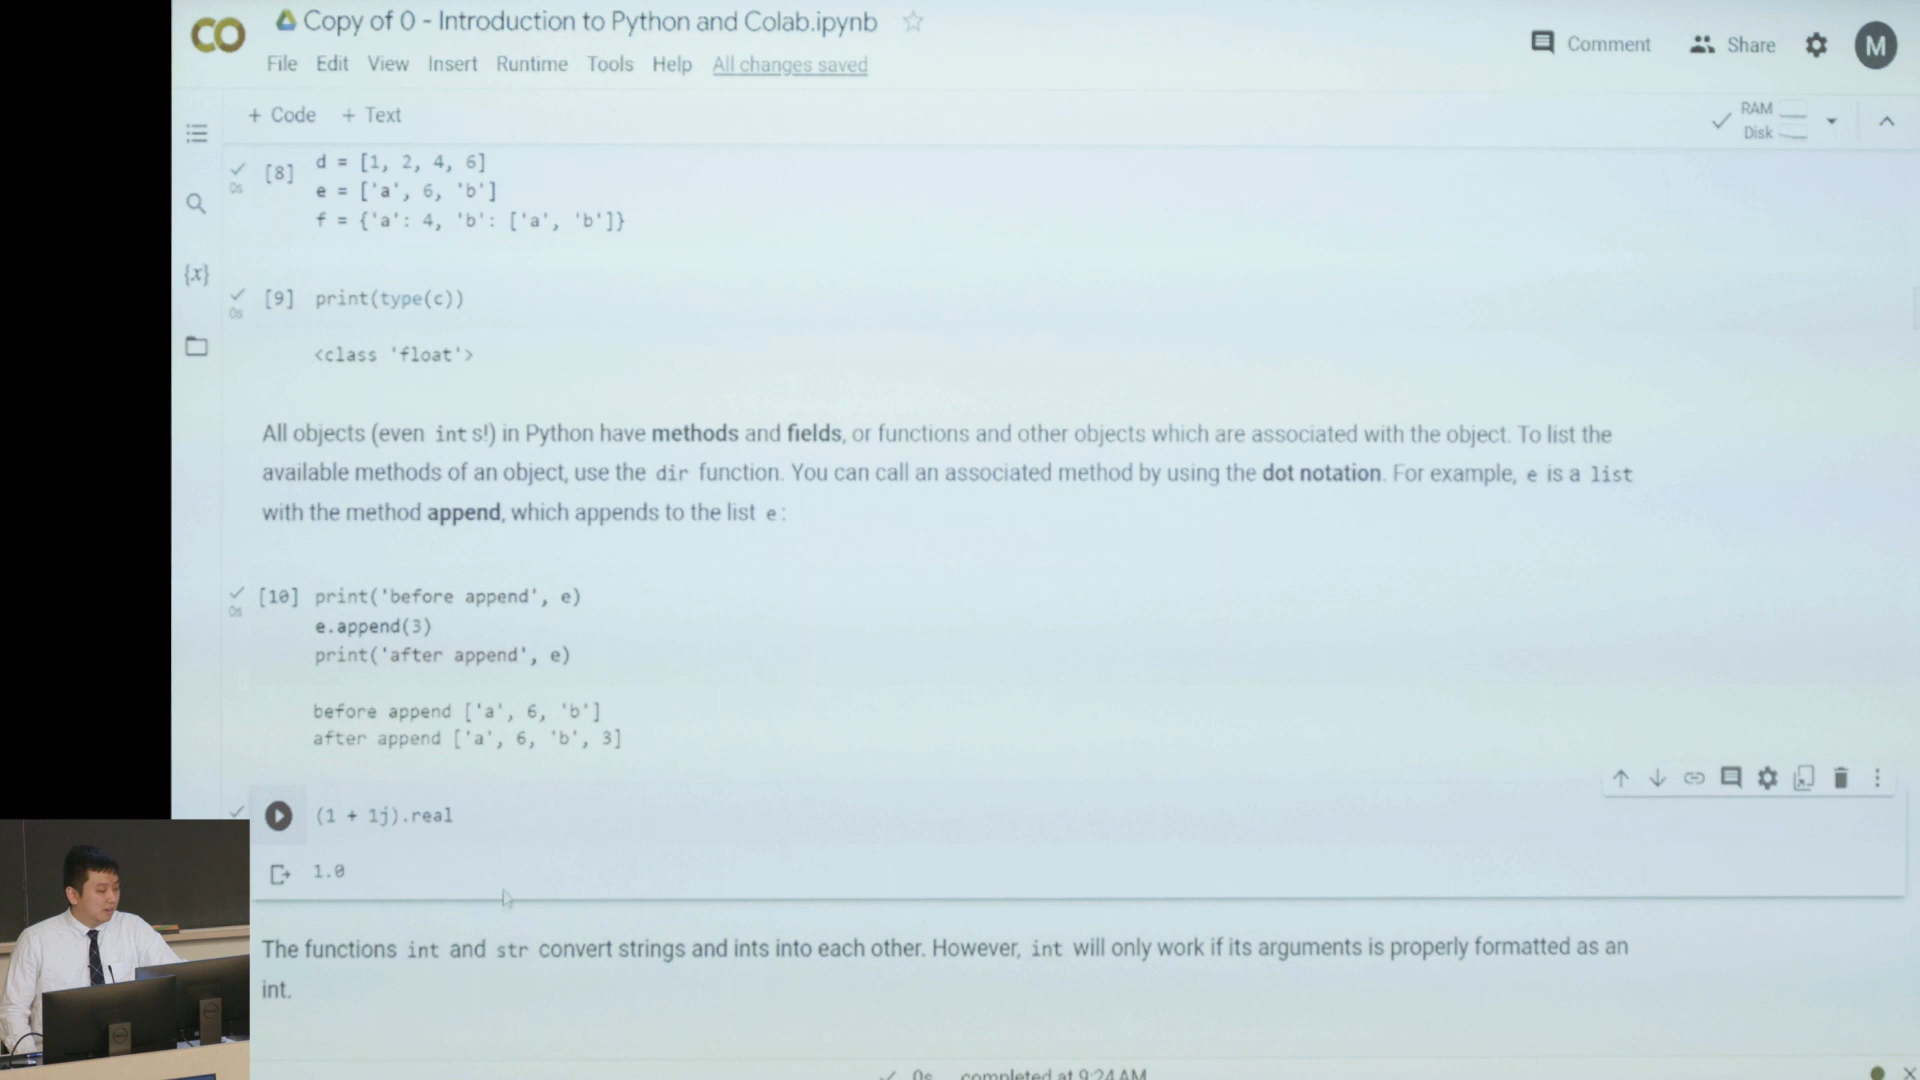 CO
Copy of 0 - Introduction to Python and Colab.ipynb
File Edit View Insert Runtime Tools Help All changes saved
Comment
Share
M
+ Code + Text
RAM
Disk
[8] d = [1, 2, 4, 6]
0s
e = ['a', 6, 'b']
f = {'a': 4, 'b': ['a', 'b']}
{x}
[9] print(type(c))
0s
<class 'float'>
All objects (even int s!) in Python have methods and fields, or functions and other objects which are associated with the object. To list the
available methods of an object, use the dir function. You can call an associated method by using the dot notation. For example, e is a list
with the method append, which appends to the list e :
[10] print('before append', e)
0s
e.append(3)
print('after append', e)
before append ['a', 6, 'b']
after append ['a', 6, 'b', 3]
(1 + 1j).real
1.0
The functions int and str convert strings and ints into each other. However, int will only work if its arguments is properly formatted as an
int.
0s completed at 9:24 AM